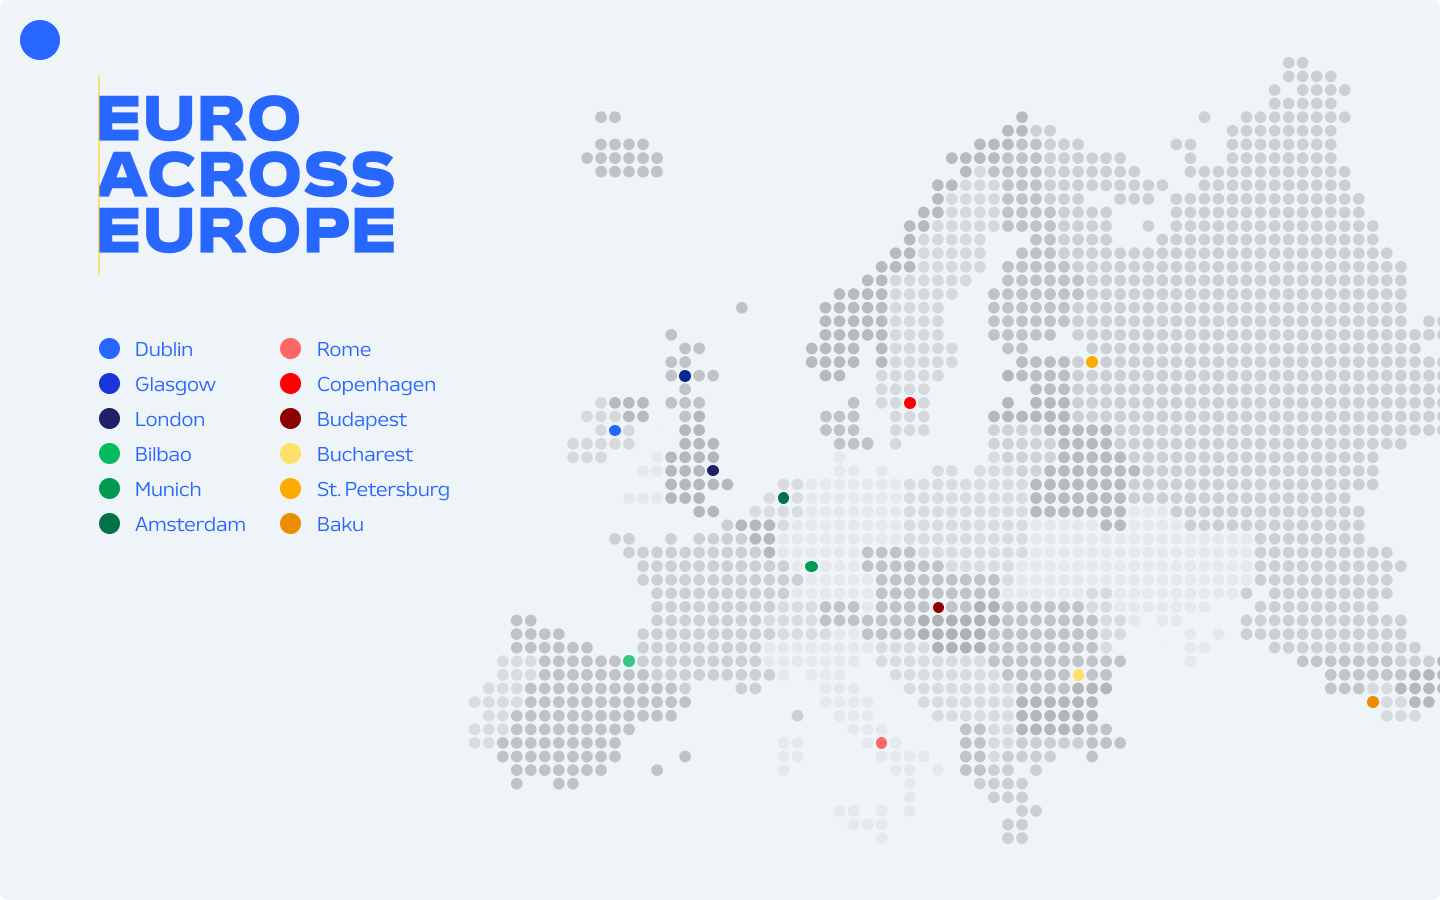 EURO
ACROSS
EUROPE
Dublin
Glasgow
London
Bilbao
Munich
Amsterdam
Rome
Copenhagen
Budapest
Bucharest
St. Petersburg
Baku